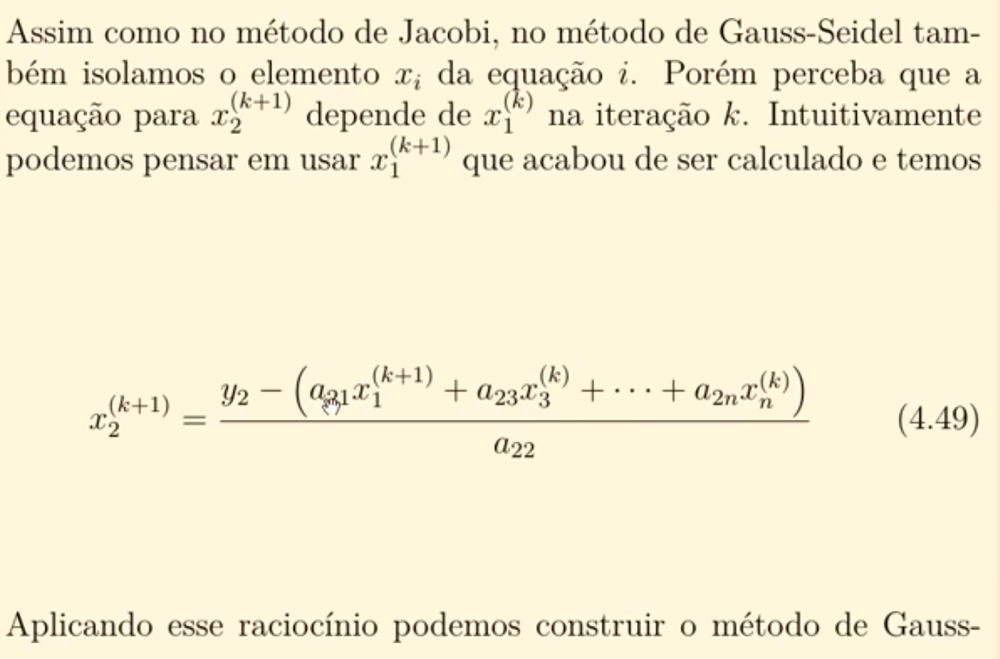 Assim como no método de Jacobi, no método de Gauss-Seidel tam-
bém isolamos o elemento x_i da equação i. Porém perceba que a
equação para x_2^{(k+1)} depende de x_1^{(k)} na iteração k. Intuitivamente
podemos pensar em usar x_1^{(k+1)} que acabou de ser calculado e temos
x_2^{(k+1)} = \frac{y_2 - \left(a_{21}x_1^{(k+1)} + a_{23}x_3^{(k)} + \cdots + a_{2n}x_n^{(k)}\right)}{a_{22}} (4.49)
Aplicando esse raciocínio podemos construir o método de Gauss-